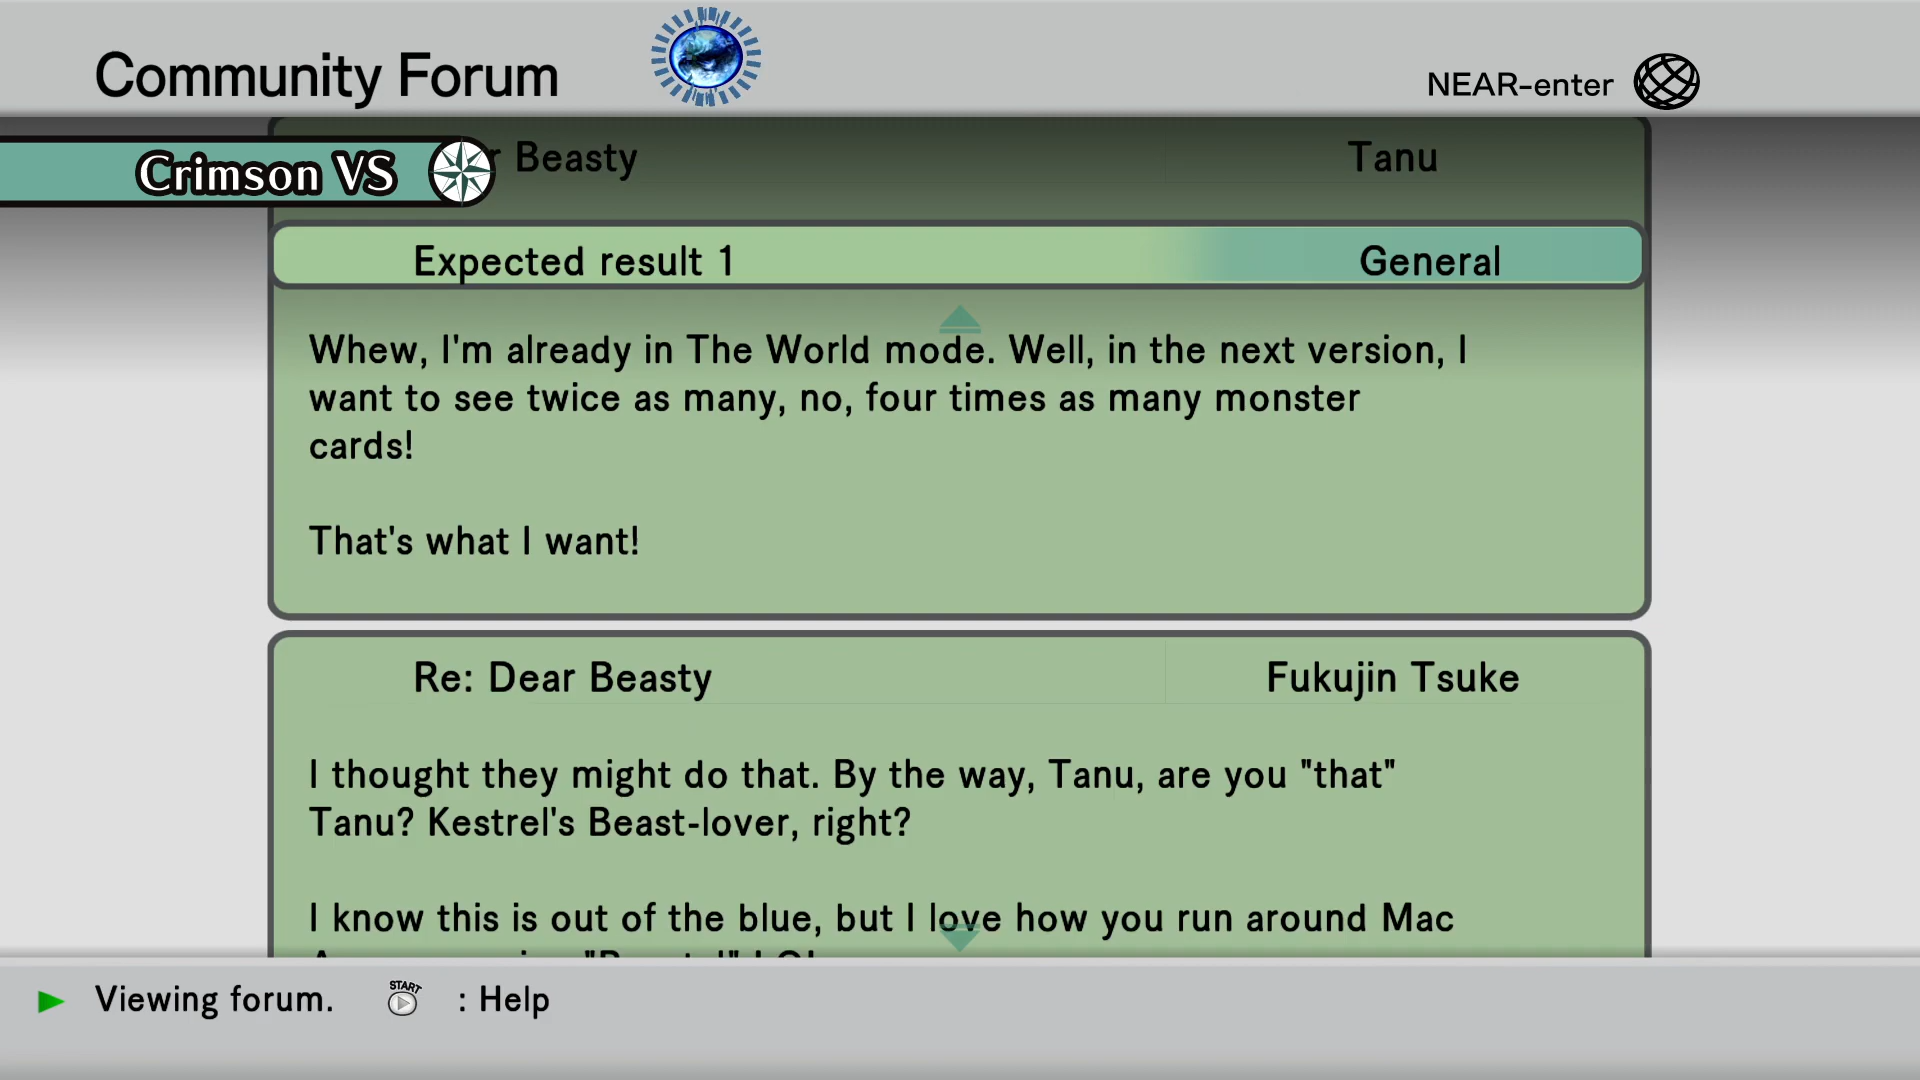 Community Forum
NEAR-enter
Crimson VS
Beasty
Tanu
Expected result 1
General
Whew, I'm already in The World mode. Well, in the next version, I
want to see twice as many, no, four times as many monster
cards!
That's what I want!
Re: Dear Beasty
Fukujin Tsuke
I thought they might do that. By the way, Tanu, are you "that"
Tanu? Kestrel's Beast-lover, right?
I know this is out of the blue, but I love how you run around Mac
Viewing forum.
START
: Help